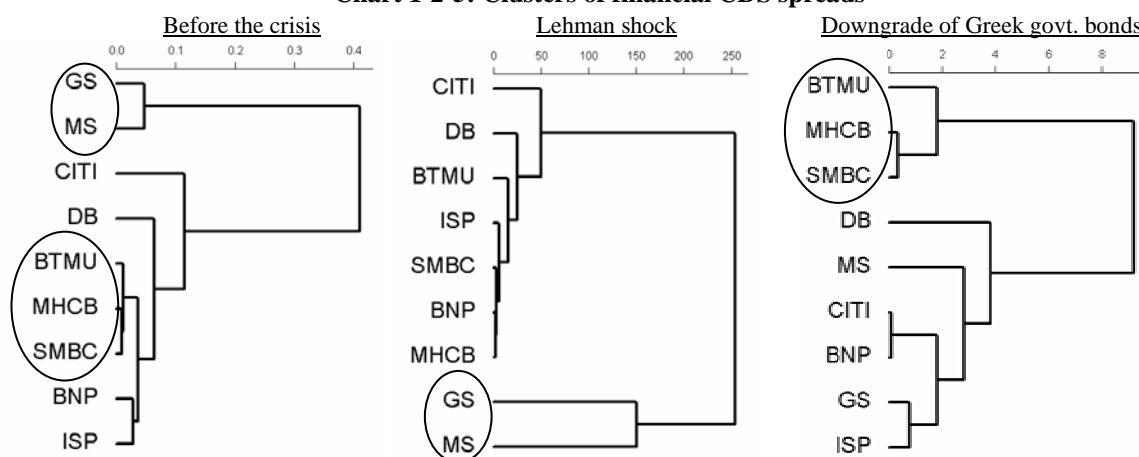 Chart 1-2-3: Clusters of financial CDS spreads
Before the crisis
0.0 0.1 0.2 0.3 0.4
GS
MS
CITI
DB
BTMU
MHCB
SMBC
BNP
ISP
Lehman shock
0 50 100 150 200 250
CITI
DB
BTMU
ISP
SMBC
BNP
MHCB
GS
MS
Downgrade of Greek govt. bonds
0 2 4 6 8
BTMU
MHCB
SMBC
DB
MS
CITI
BNP
GS
ISP